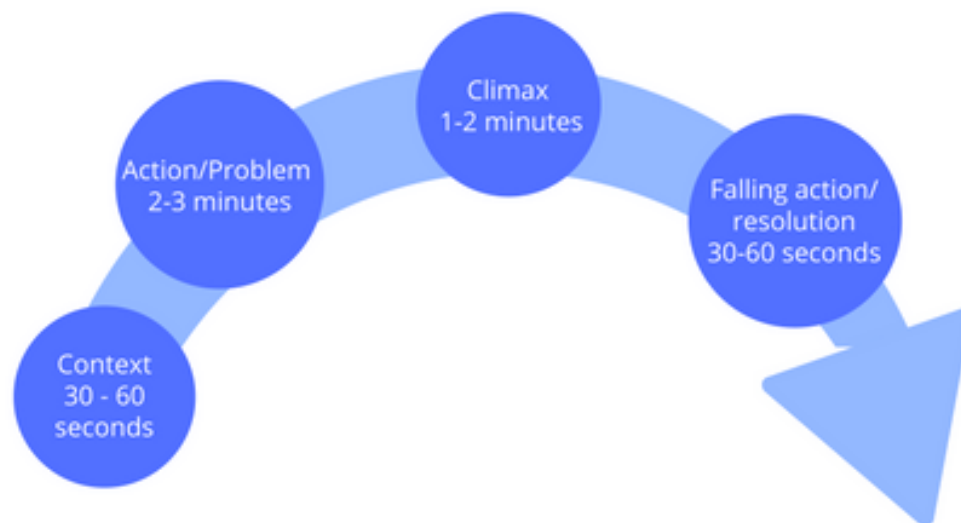 Context
30 - 60
seconds
Action/Problem
2-3 minutes
Climax
1-2 minutes
Falling action/
resolution
30-60 seconds